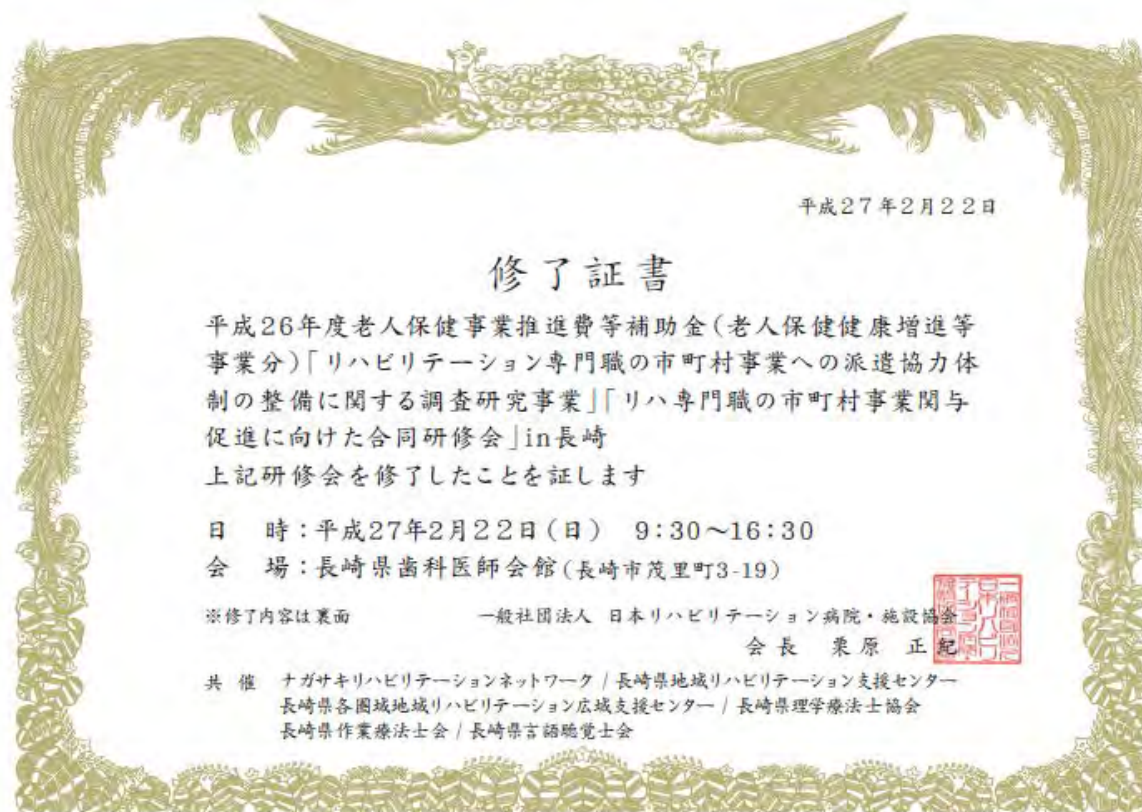 平成27年2月22日
修了証書
平成26年度老人保健事業推進費等補助金(老人保健健康増進等
事業分)「リハビリテーション専門職の市町村事業への派遣協力体
制の整備に関する調査研究事業」「リハ専門職の市町村事業関与
促進に向けた合同研修会」in長崎
上記研修会を修了したことを証します
日 時:平成27年2月22日(日) 9:30~16:30
会 場:長崎県歯科医師会館(長崎市茂里町3-19)
※修了内容は裏面 一般社団法人 日本リハビリテーション病院・施設協会
会長 栗原 正紀
共 催 ナガサキリハビリテーションネットワーク / 長崎県地域リハビリテーション支援センター
長崎県各圏域地域リハビリテーション広域支援センター / 長崎県理学療法士協会
長崎県作業療法士会 / 長崎県言語聴覚士会